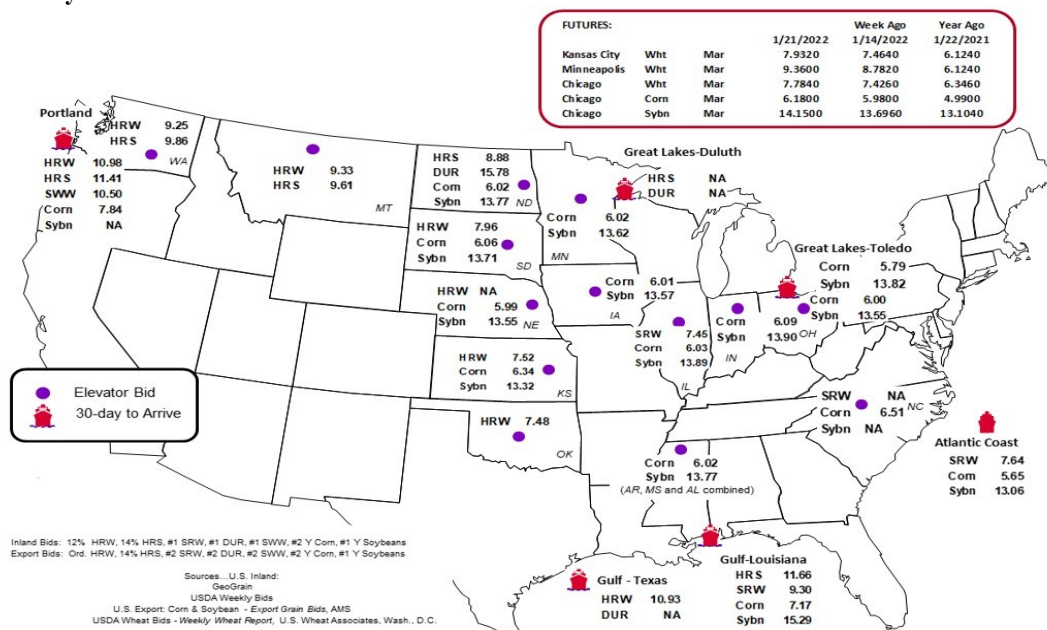 FUTURES: Week Ago Year Ago
1/21/2022 1/14/2022 1/22/2021
Kansas City Wht Mar 7.9320 7.4640 6.1240
Minneapolis Wht Mar 9.3600 8.7820 6.1240
Chicago Wht Mar 7.7840 7.4260 6.3460
Chicago Corn Mar 6.1800 5.9800 4.9900
Chicago Sybn Mar 14.1500 13.6960 13.1040
Portland
HRW 10.98
HRS 11.41
SWW 10.50
Corn 7.84
Sybn NA
HRW 9.25
HRS 9.86
WA
HRW 9.33
HRS 9.61
MT
HRS 8.88
DUR 15.78
Corn 6.02
Sybn 13.77
ND
Great Lakes-Duluth
HRS NA
DUR NA
Corn 6.02
Sybn 13.62
MN
HRW 7.96
Corn 6.06
Sybn 13.71
SD
Great Lakes-Toledo
Corn 5.79
Sybn 13.82
Corn 6.00
Sybn 13.55
OH
HRW NA
Corn 5.99
Sybn 13.55
NE
Corn 6.01
Sybn 13.57
IA
SRW 7.45
Corn 6.03
Sybn 13.89
IL
Corn 6.09
Sybn 13.90
IN
HRW 7.52
Corn 6.34
Sybn 13.32
KS
Elevator Bid
30-day to Arrive
HRW 7.48
OK
SRW NA
Corn 6.51
Sybn NA
NC
Atlantic Coast
SRW 7.64
Corn 5.65
Sybn 13.06
Corn 6.02
Sybn 13.77
(AR, MS and AL combined)
Gulf - Texas
HRW 10.93
DUR NA
Gulf-Louisiana
HRS 11.66
SRW 9.30
Corn 7.17
Sybn 15.29
Inland Bids: 12% HRW, 14% HRS, #1 SRW, #1 DUR, #1 SWW, #2 Y Corn, #1 Y Soybeans
Export Bids: Ord. HRW, 14% HRS, #2 SRW, #2 DUR, #2 SWW, #2 Y Corn, #1 Y Soybeans
Sources...U.S. Inland:
GeoGrain
USDA Weekly Bids
U.S. Export: Corn & Soybean - Export Grain Bids, AMS
USDA Wheat Bids - Weekly Wheat Report, U.S. Wheat Associates, Wash., D.C.